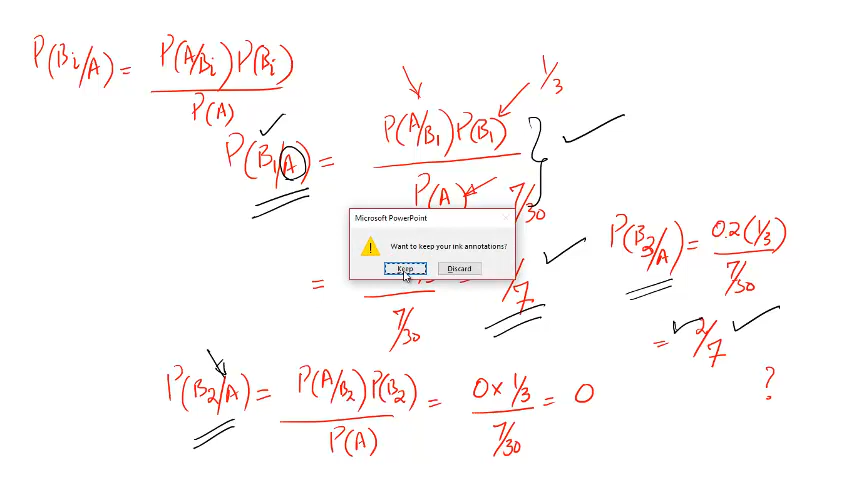 P(Bi/A) = P(A/Bi)P(Bi)
P(A)
1/3
P(B1/A) = P(A/B1)P(B1)
P(A)
7/30
Microsoft PowerPoint
Want to keep your ink annotations?
Keep Discard
P(B3/A) = 0.2(1/3)
7/30
= 2/7
=
7/30
/7
P(B2/A) = P(A/B2)P(B2) = 0 x 1/3 = 0
P(A)
7/30
?